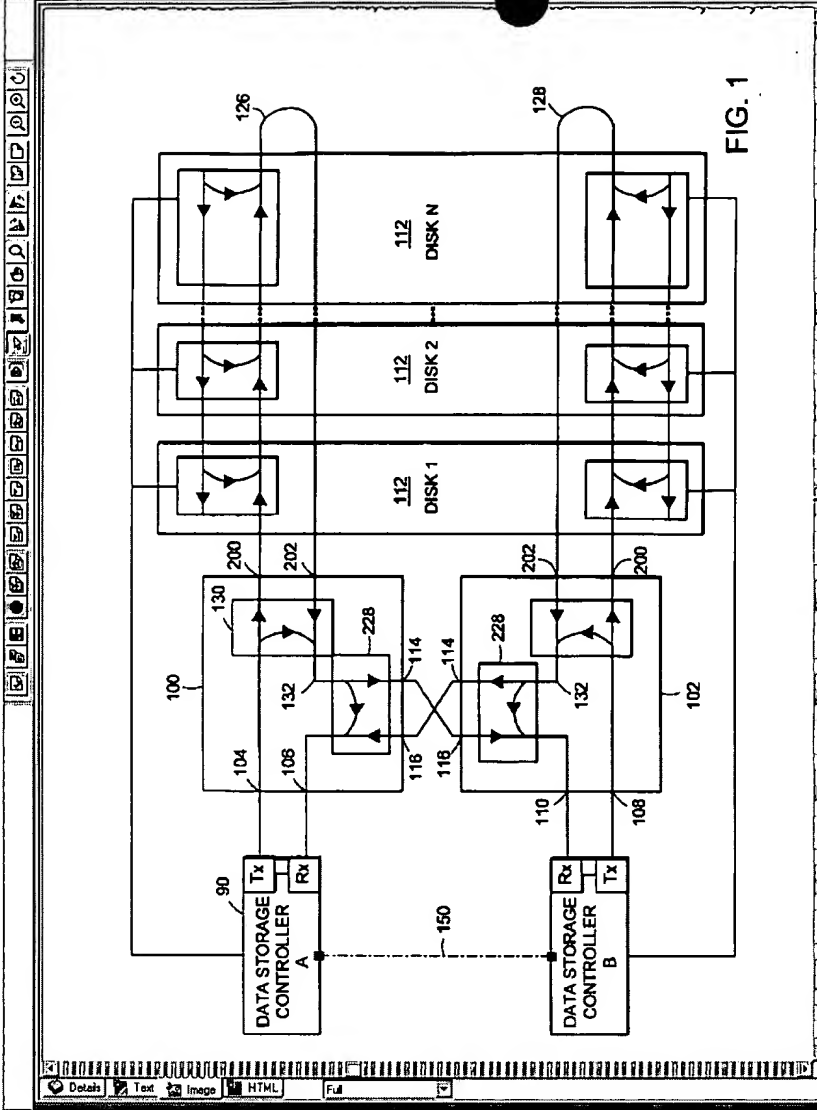 126
128
FIG. 1
112
DISK N
112
DISK 2
112
DISK 1
130
200
202
202
200
100
228
114
132
114
228
132
102
104
106
116
116
110
108
90
Tx
Rx
DATA STORAGE
CONTROLLER
A
150
Rx
Tx
DATA STORAGE
CONTROLLER
B
Details
Text
Image
HTML
Full